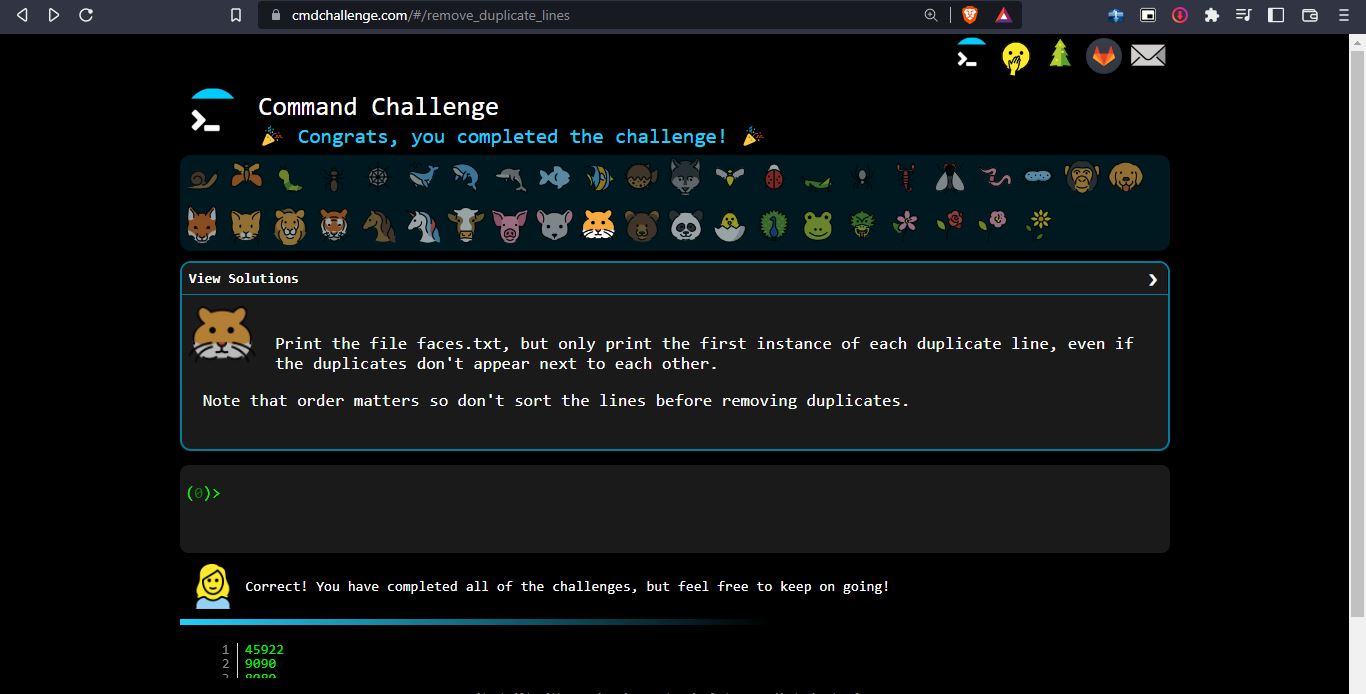 cmdchallenge.com/#/remove_duplicate_lines
Command Challenge
Congrats, you completed the challenge!
View Solutions
Print the file faces.txt, but only print the first instance of each duplicate line, even if
the duplicates don't appear next to each other.
Note that order matters so don't sort the lines before removing duplicates.
(0)>
Correct! You have completed all of the challenges, but feel free to keep on going!
1 45922
2 9090